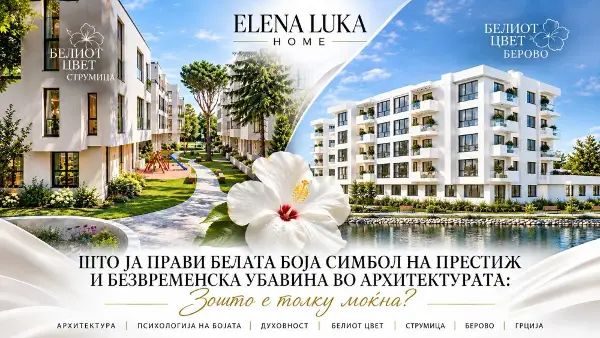 ELENA LUKA
HOME
БЕЛИОТ
ЦВЕТ
СТРУМИЦА
БЕЛИОТ
ЦВЕТ
БЕРОВО
ШТО ЈА ПРАВИ БЕЛАТА БОЈА СИМБОЛ НА ПРЕСТИЖ
И БЕЗВРЕМЕНСКА УБАВИНА ВО АРХИТЕКТУРАТА:
Зошто е толку моќна?
АРХИТЕКТУРА | ПСИХОЛОГИЈА НА БОЈАТА | ДУХОВНОСТ | БЕЛИОТ ЦВЕТ | СТРУМИЦА | БЕРОВО | ГРЦИЈА